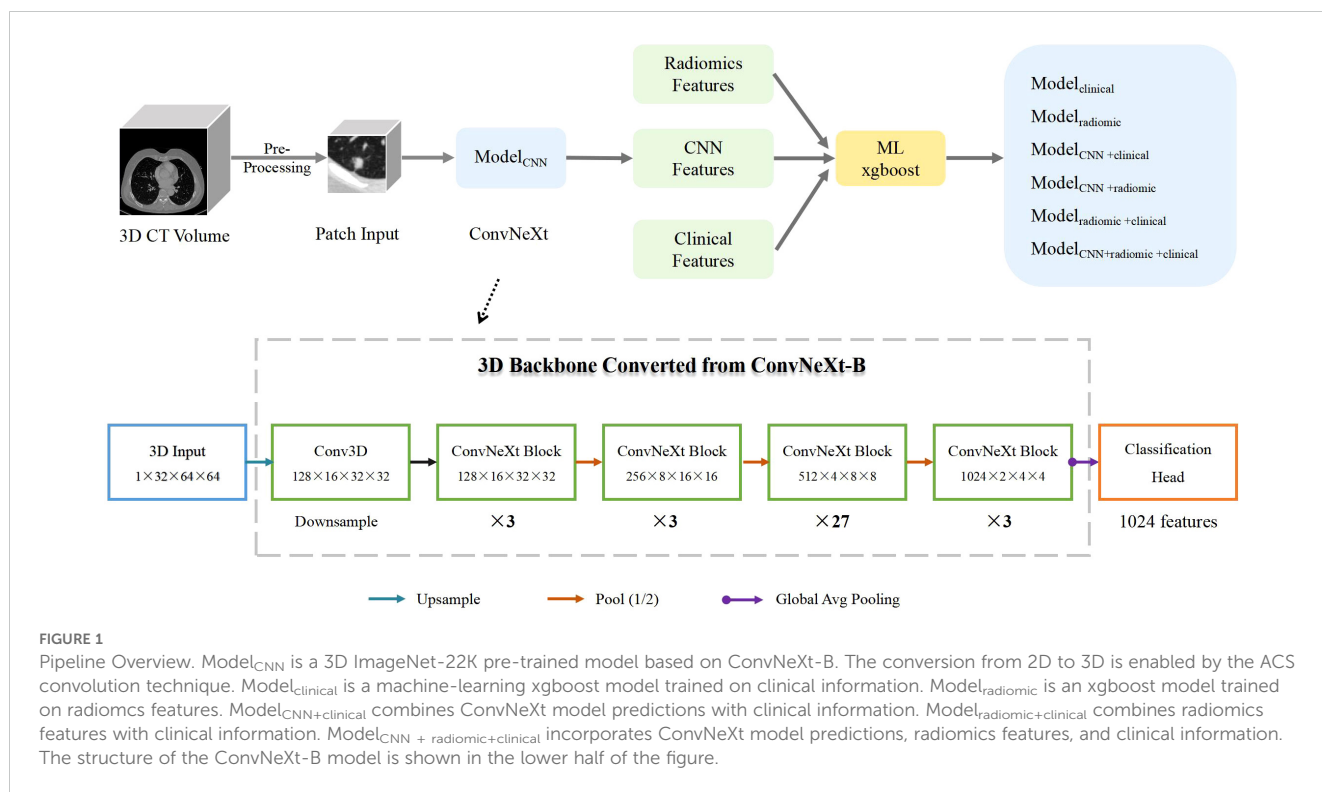 Radiomics
Features
Pre-
Processing
Model_CNN
CNN
Features
ML
xgboost
Clinical
Features
3D CT Volume
Patch Input
ConvNeXt
Model_clinical
Model_radiomic
Model_CNN +clinical
Model_CNN +radiomic
Model_radiomic +clinical
Model_CNN+radiomic +clinical
3D Backbone Converted from ConvNeXt-B
3D Input
1×32×64×64
Conv3D
128×16×32×32
Downsample
ConvNeXt Block
128×16×32×32
×3
ConvNeXt Block
256×8×16×16
×3
ConvNeXt Block
512×4×8×8
×27
ConvNeXt Block
1024×2×4×4
×3
Classification
Head
1024 features
Upsample
Pool (1/2)
Global Avg Pooling
FIGURE 1
Pipeline Overview. Model_CNN is a 3D ImageNet-22K pre-trained model based on ConvNeXt-B. The conversion from 2D to 3D is enabled by the ACS
convolution technique. Model_clinical is a machine-learning xgboost model trained on clinical information. Model_radiomic is an xgboost model trained
on radiomcs features. Model_CNN+clinical combines ConvNeXt model predictions with clinical information. Model_radiomic+clinical combines radiomics
features with clinical information. Model_CNN + radiomic+clinical incorporates ConvNeXt model predictions, radiomics features, and clinical information.
The structure of the ConvNeXt-B model is shown in the lower half of the figure.